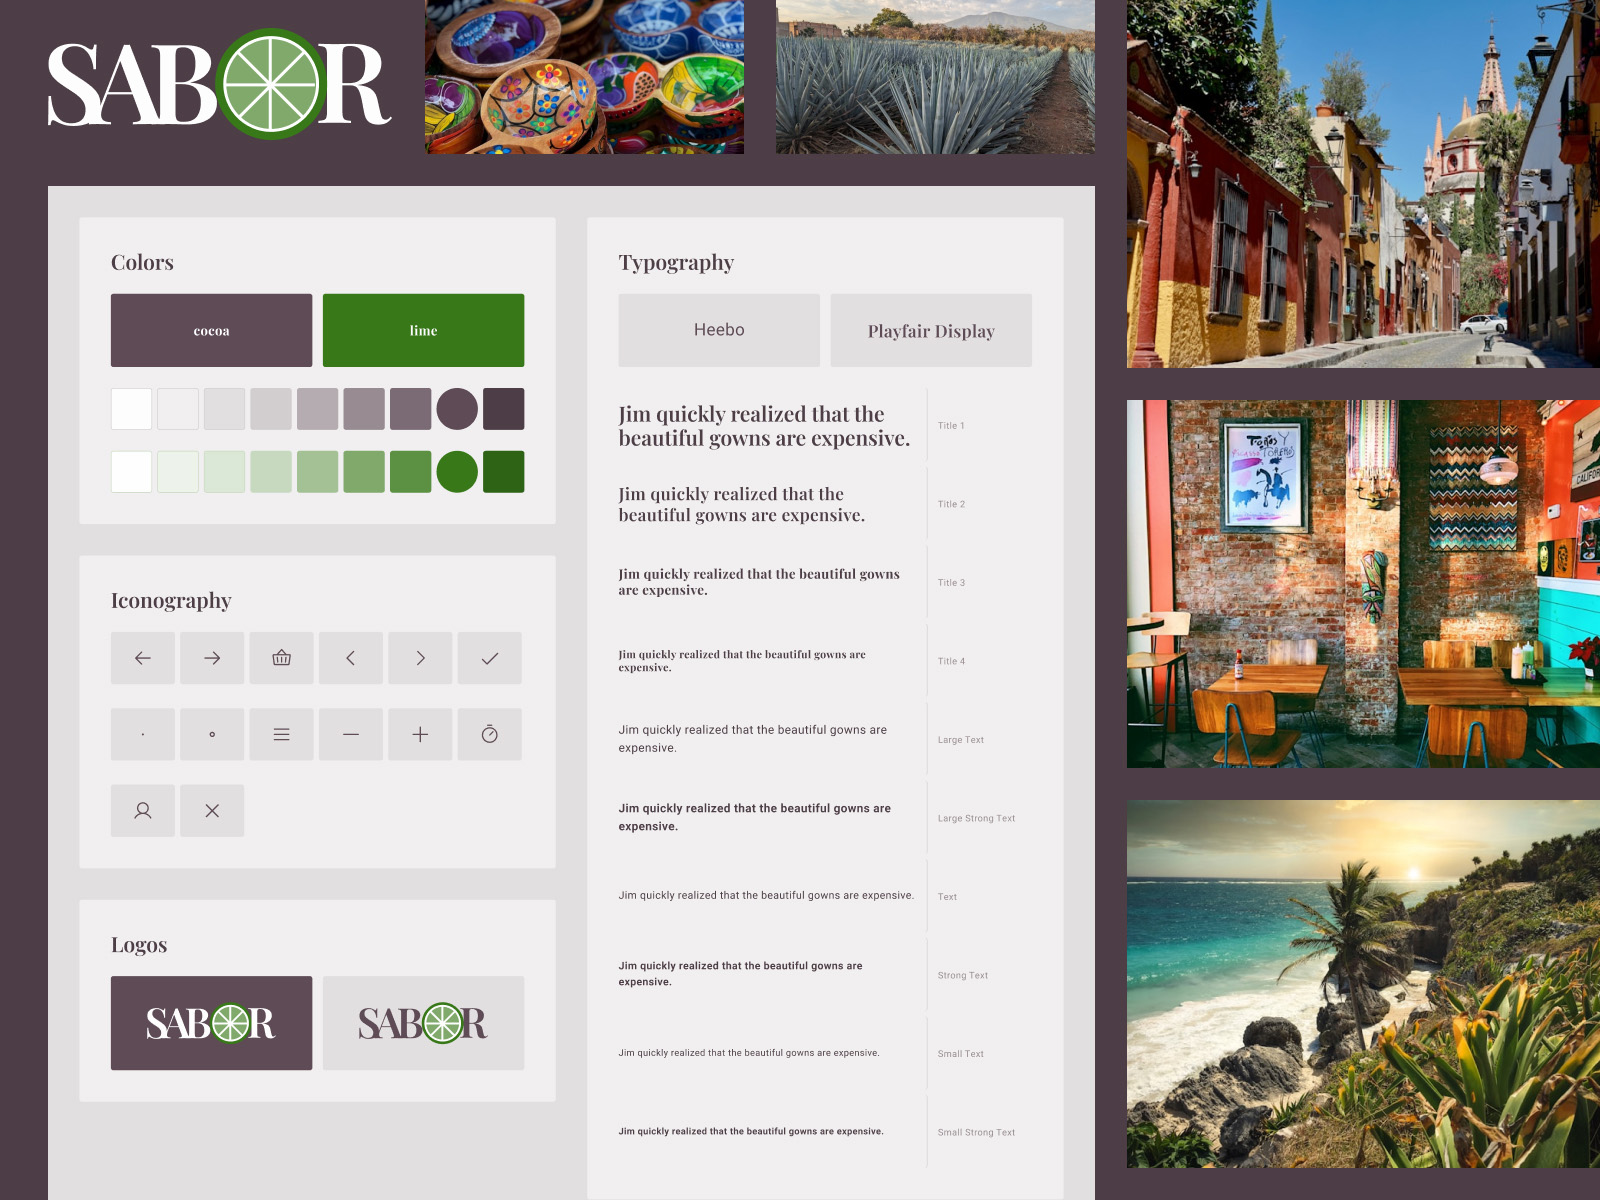 SABOR
Colors
cocoa
lime
Iconography
Logos
SABOR
SABOR
Typography
Heebo
Playfair Display
Jim quickly realized that the
beautiful gowns are expensive.
Title 1
Jim quickly realized that the
beautiful gowns are expensive.
Title 2
Jim quickly realized that the beautiful gowns
are expensive.
Title 3
Jim quickly realized that the beautiful gowns are
expensive.
Title 4
Jim quickly realized that the beautiful gowns are
expensive.
Large Text
Jim quickly realized that the beautiful gowns are
expensive.
Large Strong Text
Jim quickly realized that the beautiful gowns are expensive.
Text
Jim quickly realized that the beautiful gowns are
expensive.
Strong Text
Jim quickly realized that the beautiful gowns are expensive.
Small Text
Jim quickly realized that the beautiful gowns are expensive.
Small Strong Text